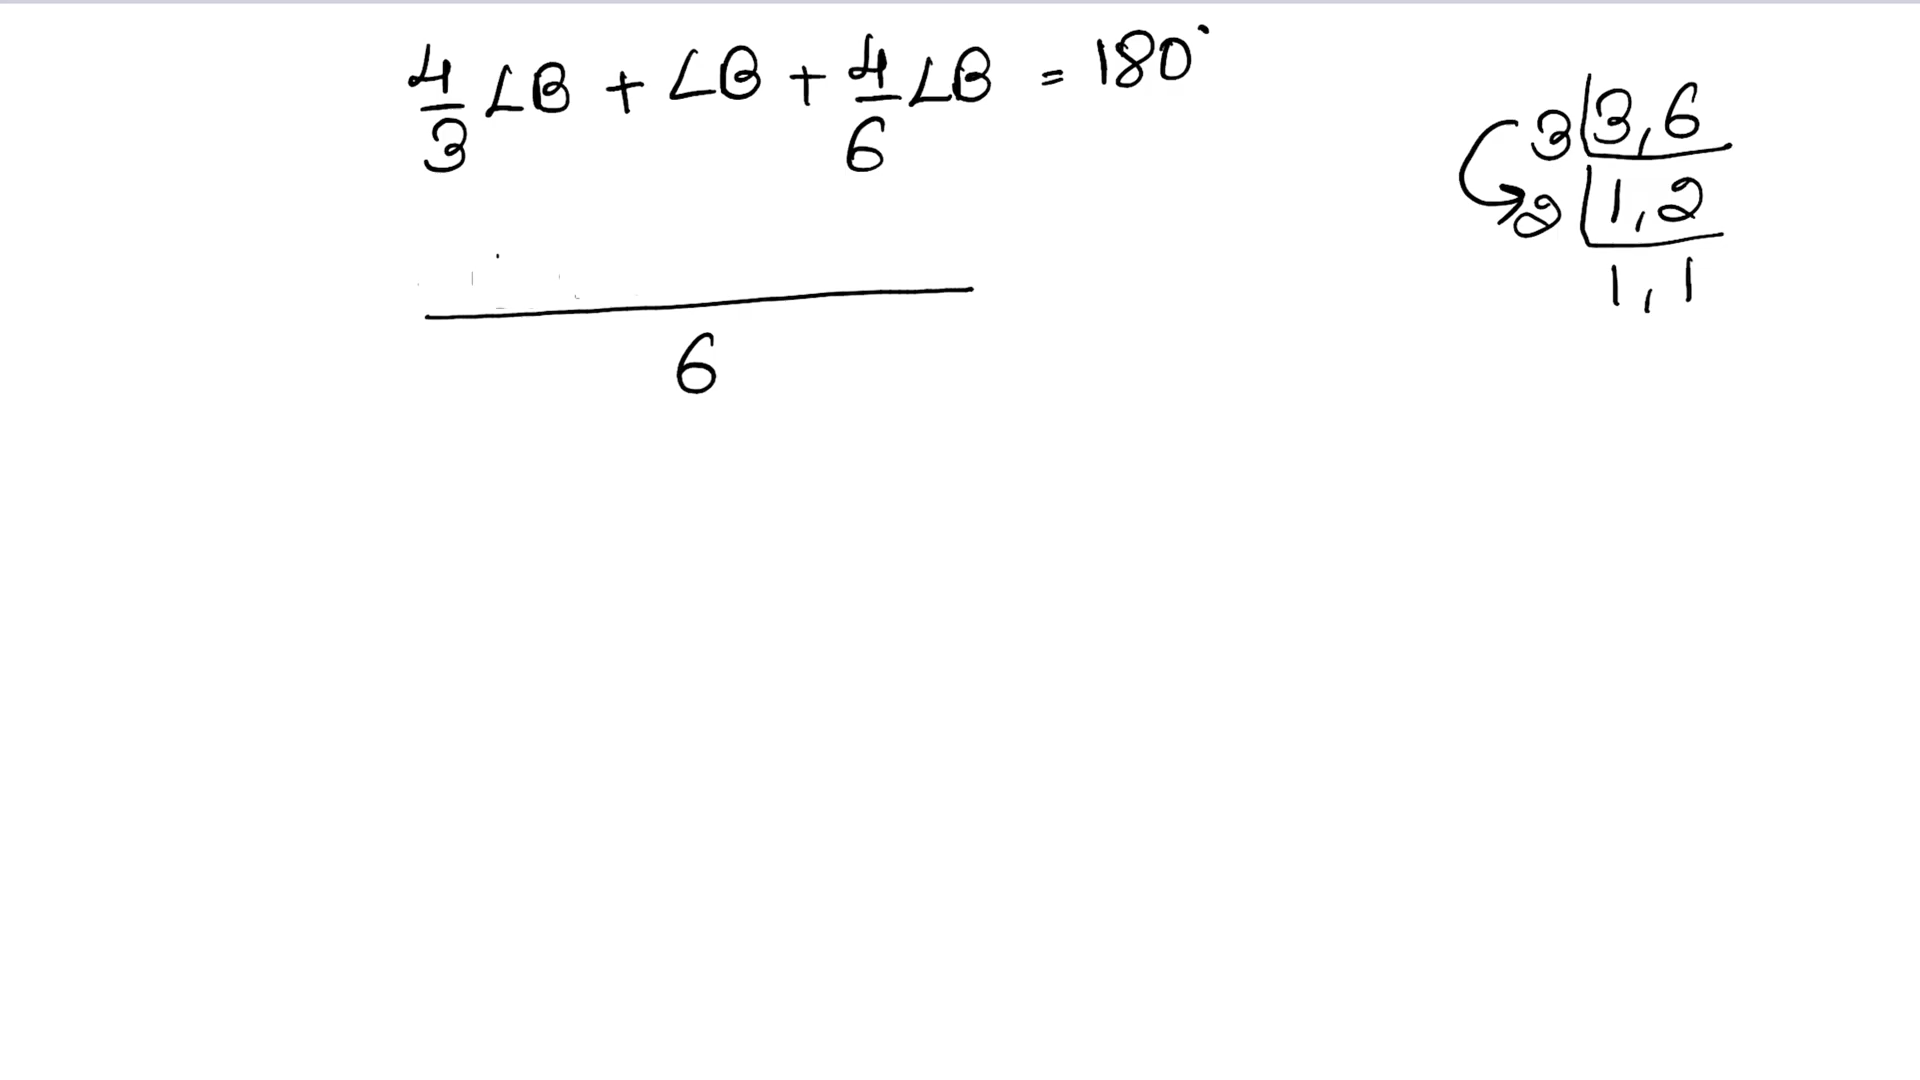 4/3 ∠B + ∠B + 4/6 ∠B = 180°
6
3 | 3, 6
2 | 1, 2
1, 1